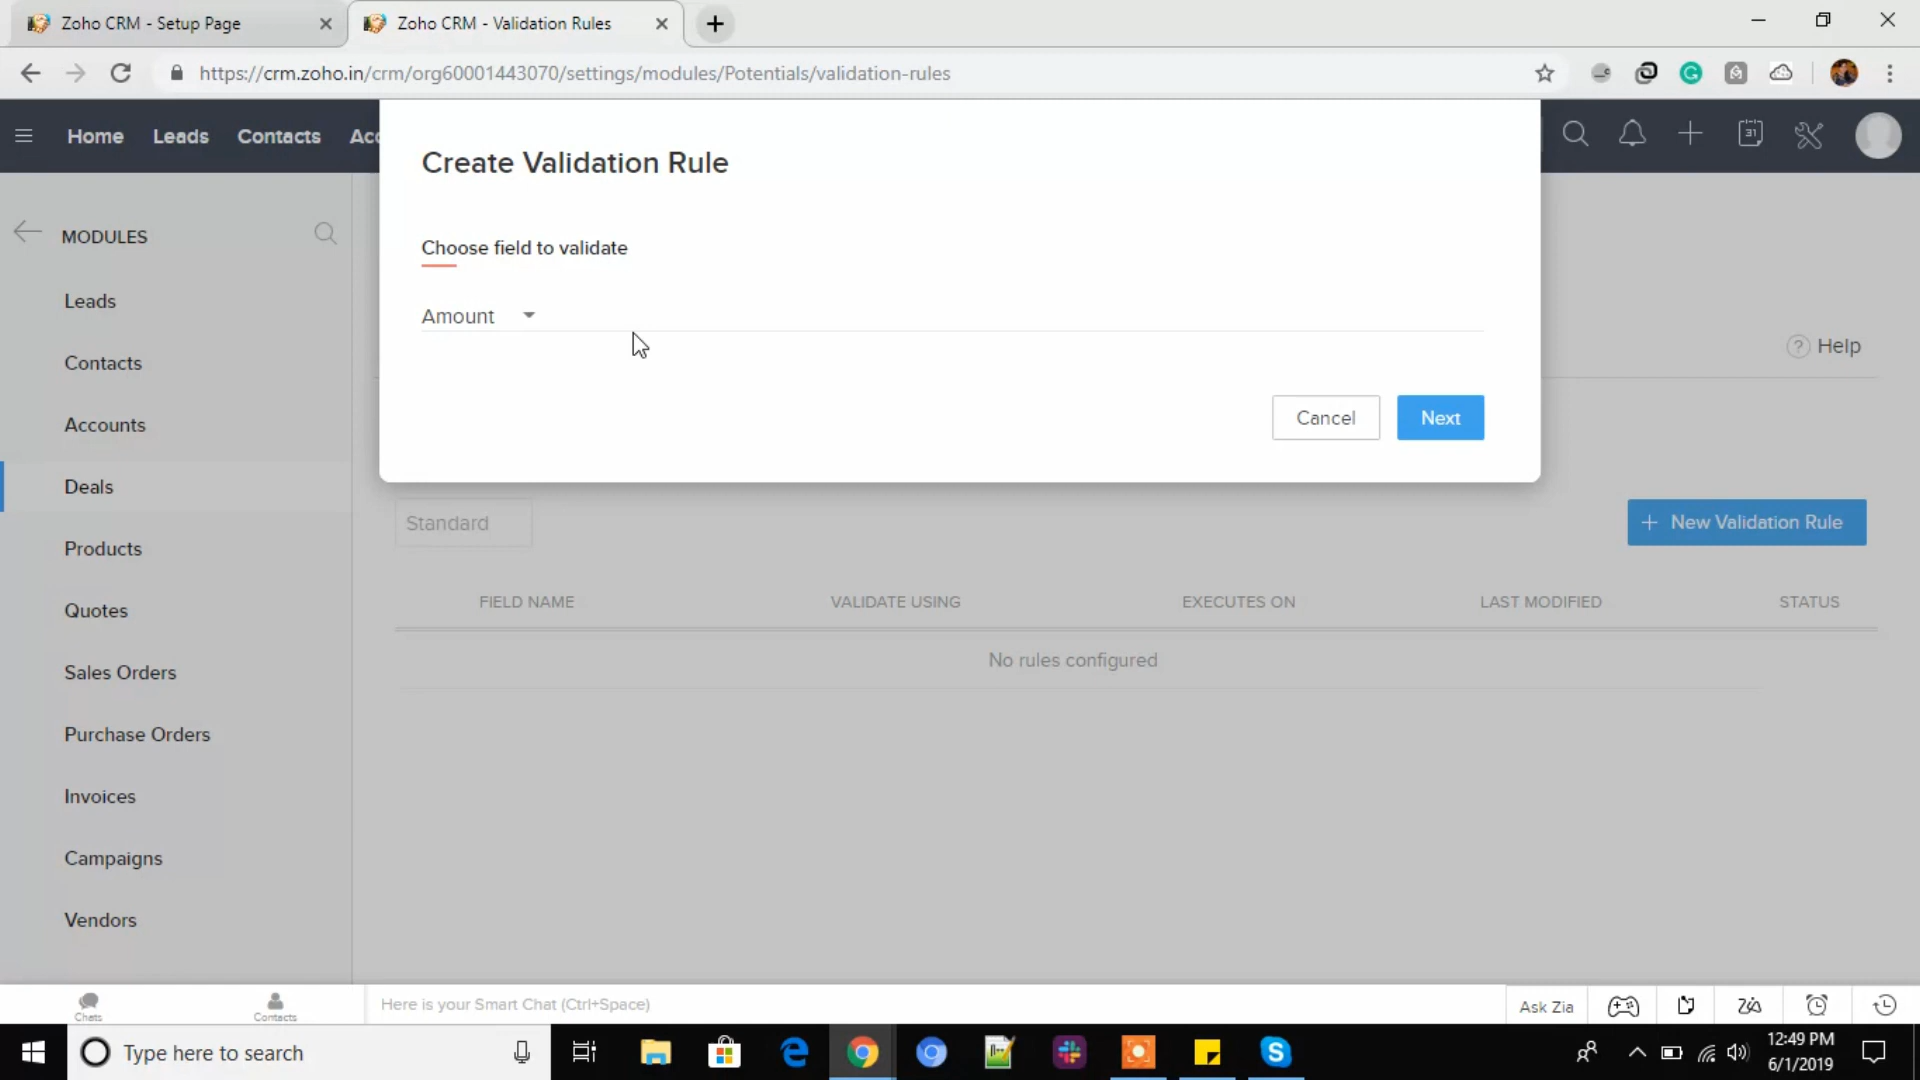 Zoho CRM - Setup Page
Zoho CRM - Validation Rules
https://crm.zoho.in/crm/org60001443070/settings/modules/Potentials/validation-rules
Home Leads Contacts Acc
31
Create Validation Rule
Choose field to validate
Amount
Cancel Next
Help
MODULES
Leads
Contacts
Accounts
Deals
Products
Quotes
Sales Orders
Purchase Orders
Invoices
Campaigns
Vendors
Standard
+ New Validation Rule
FIELD NAME VALIDATE USING EXECUTES ON LAST MODIFIED STATUS
No rules configured
Chats Contacts
Here is your Smart Chat (Ctrl+Space)
Ask Zia
Type here to search
12:49 PM
6/1/2019